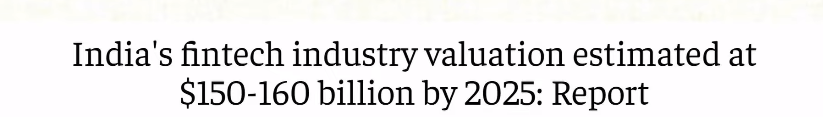 India's fintech industry valuation estimated at
$150-160 billion by 2025: Report